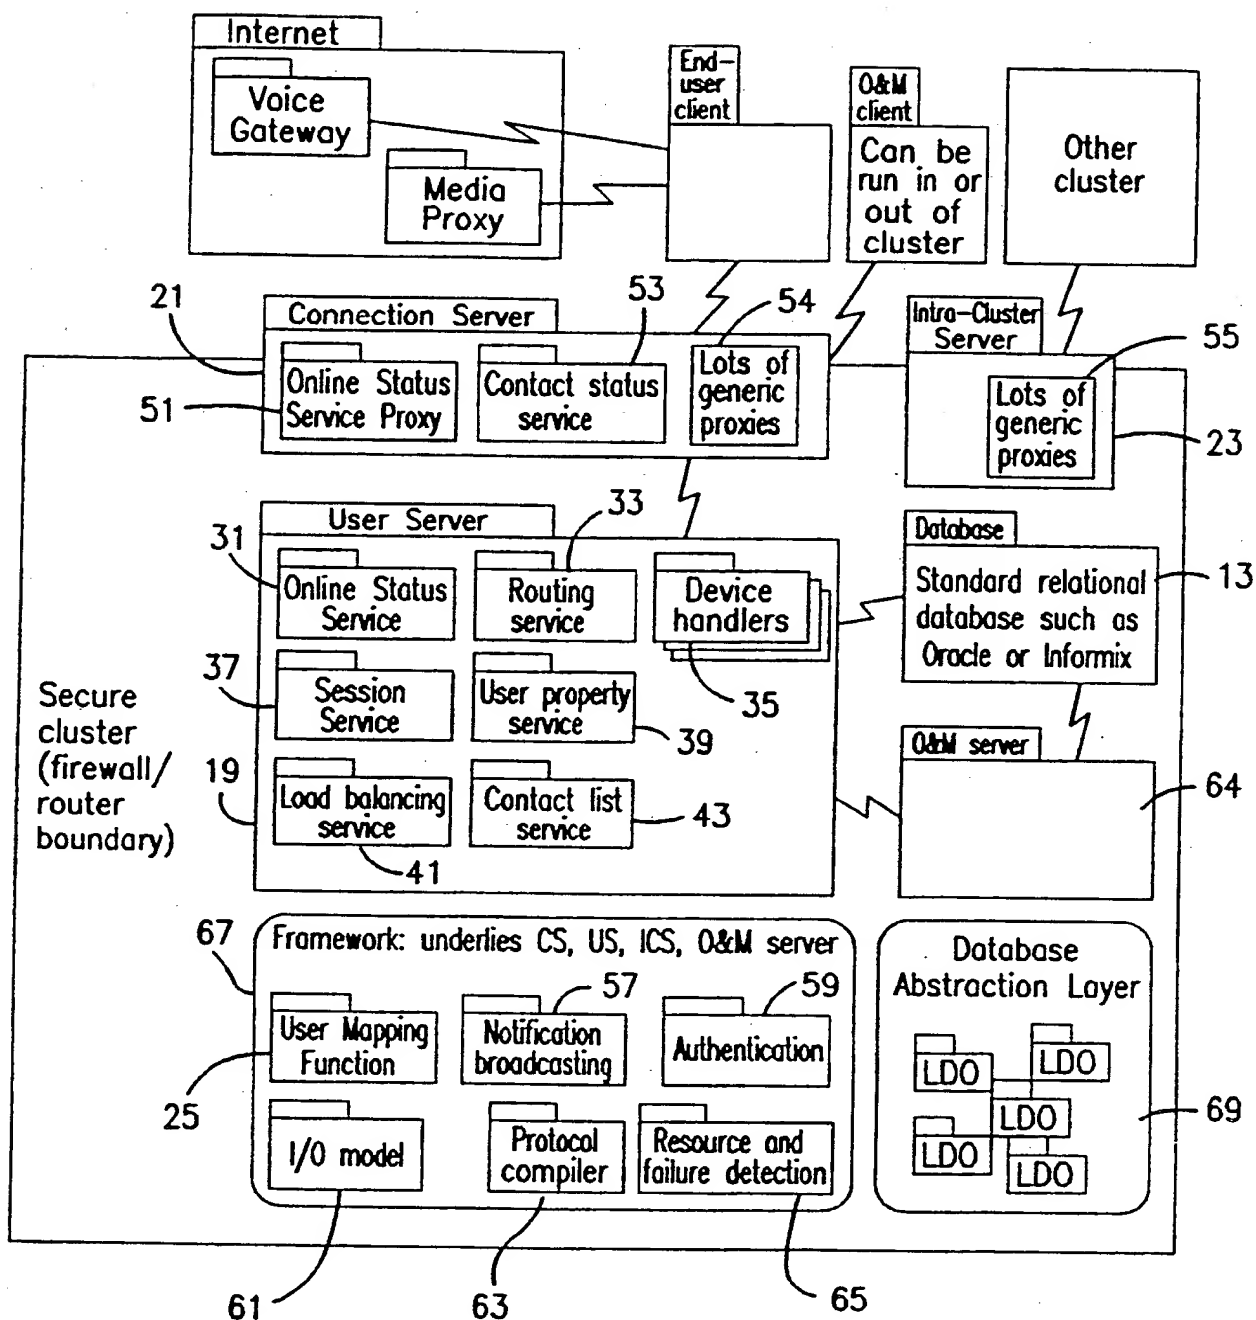 Internet
Voice
Gateway
Media
Proxy
End-
user
client
O&M
client
Can be
run in or
out of
cluster
Other
cluster
21
Connection Server
53
54
Intra-Cluster
Server
55
51
Online Status
Service Proxy
Contact status
service
Lots of
generic
proxies
Lots of
generic
proxies
23
User Server
33
31
Online Status
Service
Routing
service
Device
handlers
35
Database
Standard relational
database such as
Oracle or Informix
13
37
Session
Service
User property
service
39
Secure
cluster
(firewall/
router
boundary)
19
Load balancing
service
41
Contact list
service
43
O&M server
64
67
Framework: underlies CS, US, ICS, O&M server
57
59
User Mapping
Function
25
Notification
broadcasting
Authentication
I/O model
61
Protocol
compiler
63
Resource and
failure detection
65
Database
Abstraction Layer
LDO
LDO
LDO
LDO
LDO
69